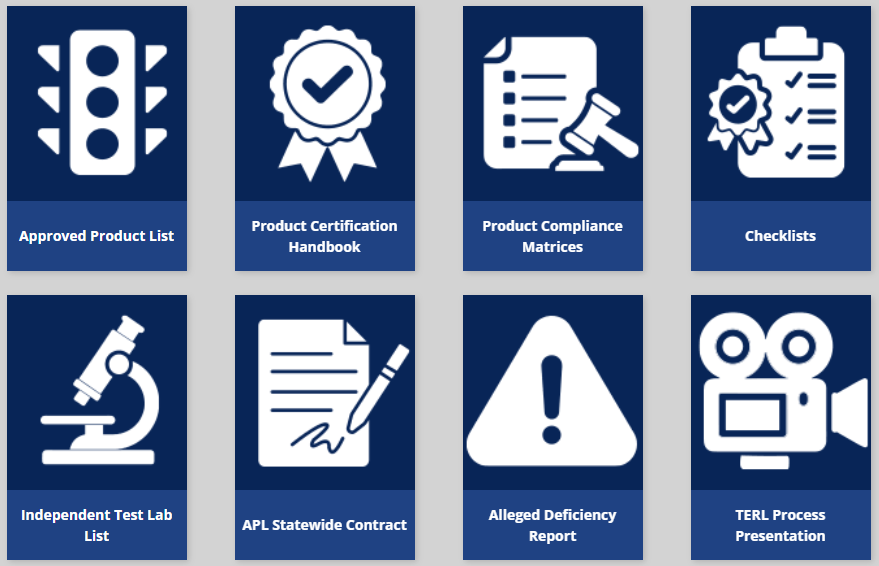 Approved Product List
Product Certification
Handbook
Product Compliance
Matrices
Checklists
Independent Test Lab
List
APL Statewide Contract
Alleged Deficiency
Report
TERL Process
Presentation